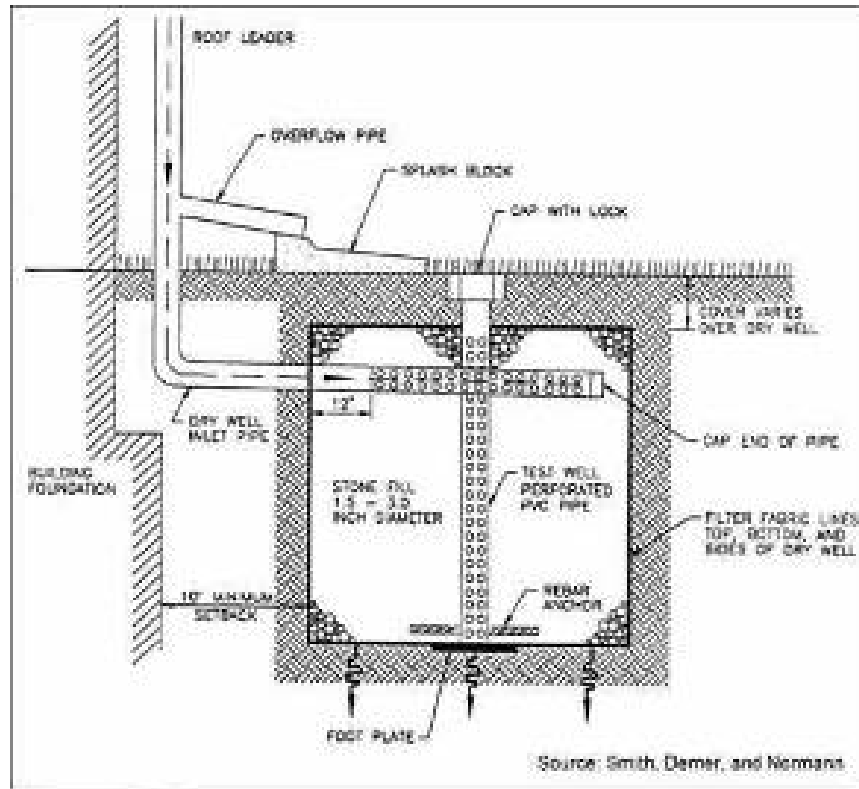 ROOF LEADER
OVERFLOW PIPE
SPLASH BLOCK
CAP WITH LOCK
COVER VARIES
OVER DRY WELL
12"
DRY WELL
INLET PIPE
CAP END OF PIPE
BUILDING
FOUNDATION
STONE FILL
1.5 - 3.0
INCH DIAMETER
TEST WELL
PERFORATED
PVC PIPE
FILTER FABRIC LINES
TOP, BOTTOM, AND
SIDES OF DRY WELL
10' MINIMUM
SETBACK
REBAR
ANCHOR
FOOT PLATE
Source: Smith, Demer, and Normann